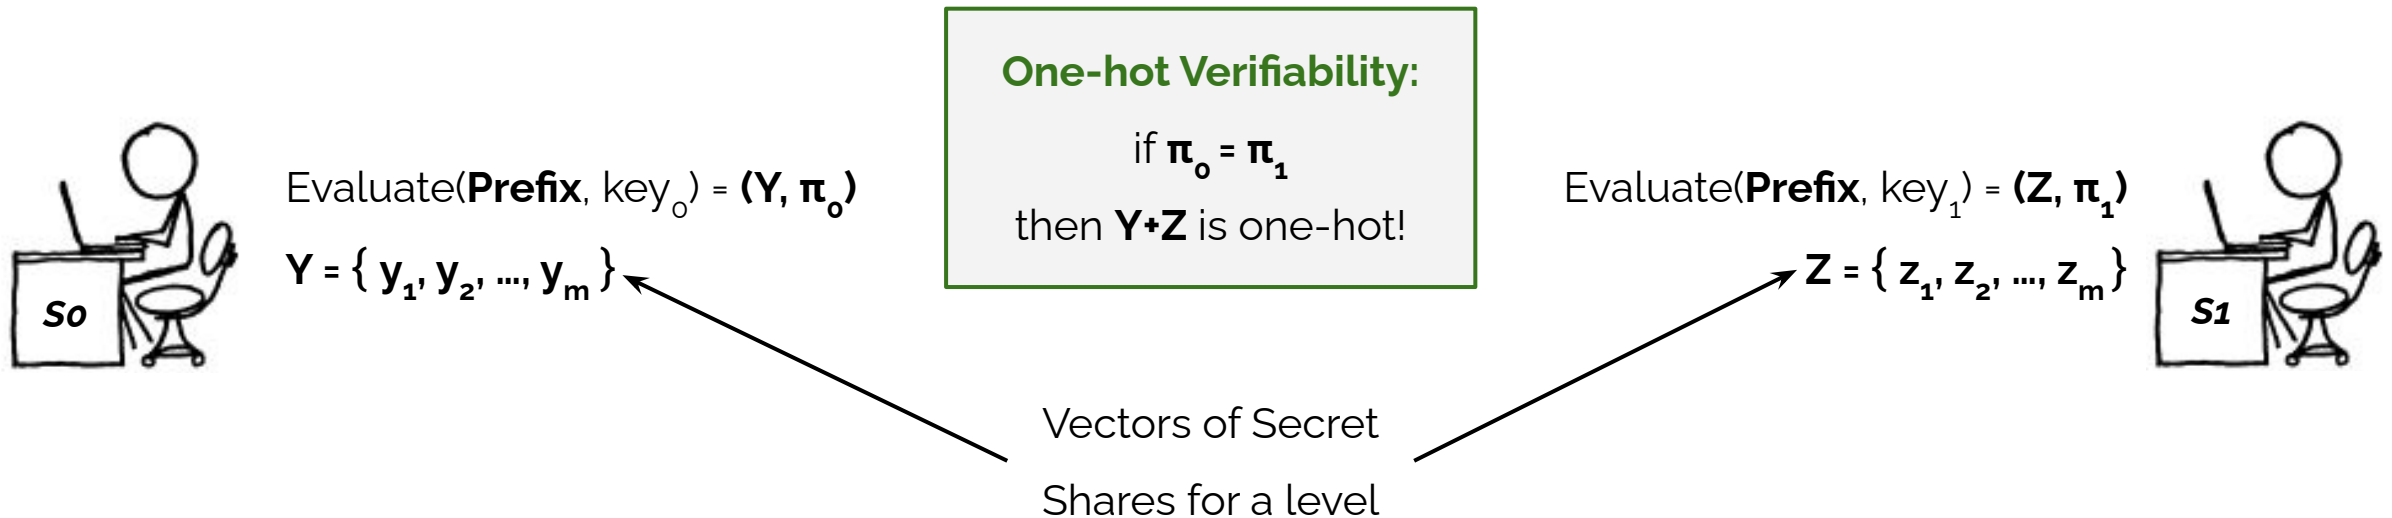 One-hot Verifiability:
if π₀ = π₁
then Y+Z is one-hot!
Evaluate(Prefix, key₀) = (Y, π₀)
Y = { y₁, y₂, ..., yₘ }
S0
Evaluate(Prefix, key₁) = (Z, π₁)
Z = { z₁, z₂, ..., zₘ }
S1
Vectors of Secret
Shares for a level